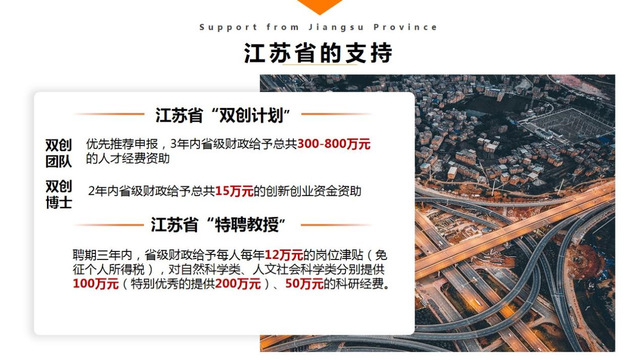 Support from Jiangsu Province
江苏省的支持
江苏省“双创计划”
双创
团队
优先推荐申报，3年内省级财政给予总共300-800万元
的人才经费资助
双创
博士
2年内省级财政给予总共15万元的创新创业资金资助
江苏省“特聘教授”
聘期三年内，省级财政给予每人每年12万元的岗位津贴（免
征个人所得税），对自然科学类、人文社会科学类分别提供
100万元（特别优秀的提供200万元）、50万元的科研经费。